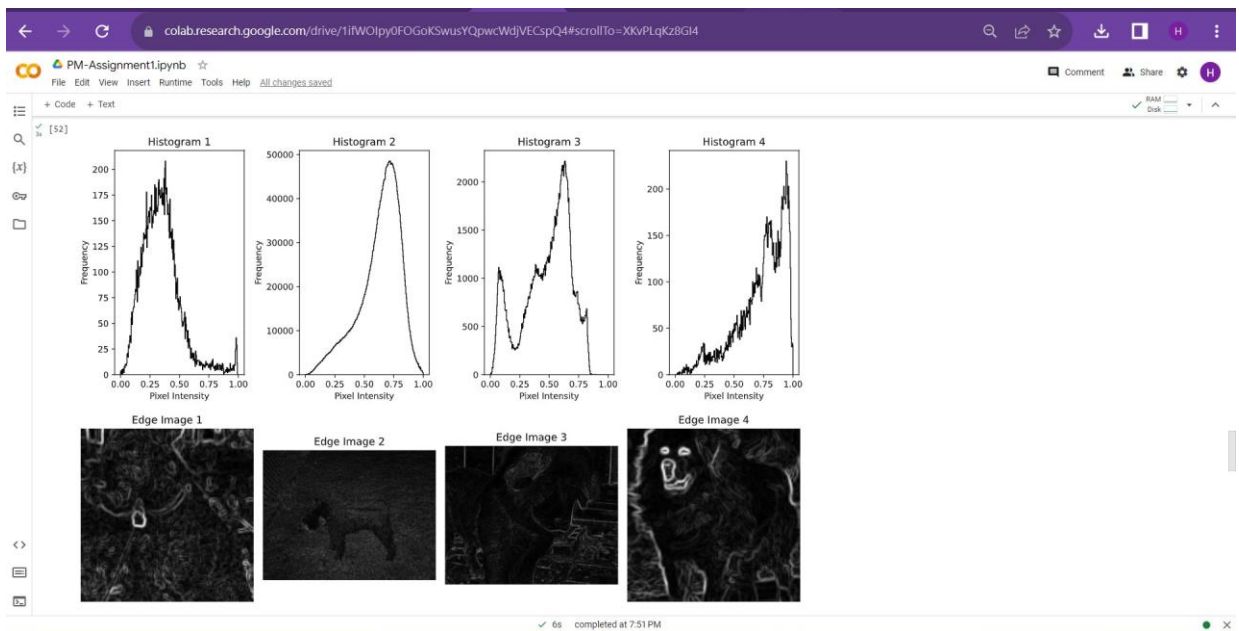 colab.research.google.com/drive/1ifWOIpy0FOGoKSwusYQpwcWdjVECspQ4#scrollTo=XKvPLqKz8GI4
H
CO PM-Assignment1.ipynb
File Edit View Insert Runtime Tools Help All changes saved
Comment Share H
+ Code + Text
RAM
Disk
{x}
[52]
3s
Histogram 1 Histogram 2 Histogram 3 Histogram 4
Frequency
200
175
150
125
100
75
50
25
0
0.00 0.25 0.50 0.75 1.00
Pixel Intensity
Frequency
50000
40000
30000
20000
10000
0
0.00 0.25 0.50 0.75 1.00
Pixel Intensity
Frequency
2000
1500
1000
500
0
0.00 0.25 0.50 0.75 1.00
Pixel Intensity
Frequency
200
150
100
50
0
0.00 0.25 0.50 0.75 1.00
Pixel Intensity
Edge Image 1
Edge Image 2
Edge Image 3
Edge Image 4
6s completed at 7:51 PM